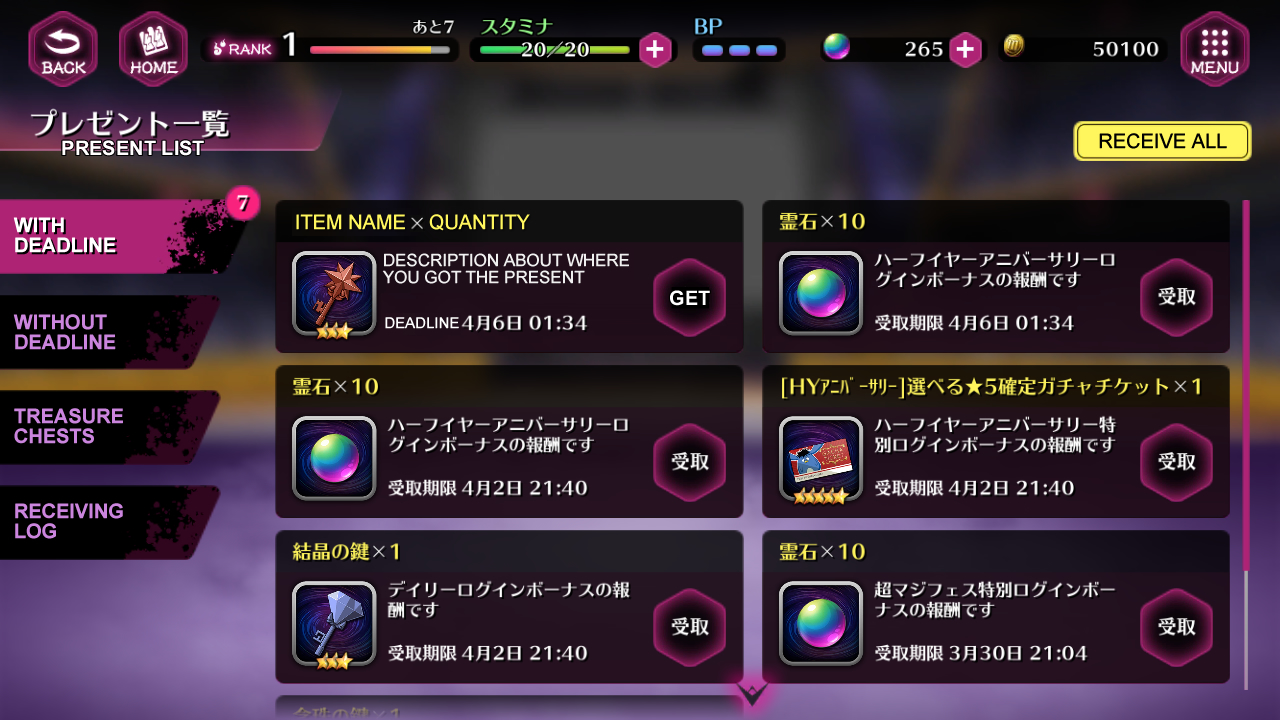 BACK
HOME
RANK 1
あと7
スタミナ
20/20
BP
265
50100
MENU
プレゼント一覧
PRESENT LIST
RECEIVE ALL
7
WITH
DEADLINE
WITHOUT
DEADLINE
TREASURE
CHESTS
RECEIVING
LOG
ITEM NAME × QUANTITY
DESCRIPTION ABOUT WHERE
YOU GOT THE PRESENT
DEADLINE 4月6日 01:34
GET
霊石×10
ハーフイヤーアニバーサリーロ
グインボーナスの報酬です
受取期限 4月6日 01:34
受取
霊石×10
ハーフイヤーアニバーサリーロ
グインボーナスの報酬です
受取期限 4月2日 21:40
受取
[HYｱﾆﾊﾞｰｻﾘｰ]選べる★5確定ガチャチケット×1
ハーフイヤーアニバーサリー特
別ログインボーナスの報酬です
受取期限 4月2日 21:40
受取
結晶の鍵×1
デイリーログインボーナスの報
酬です
受取期限 4月2日 21:40
受取
霊石×10
超マジフェス特別ログインボー
ナスの報酬です
受取期限 3月30日 21:04
受取